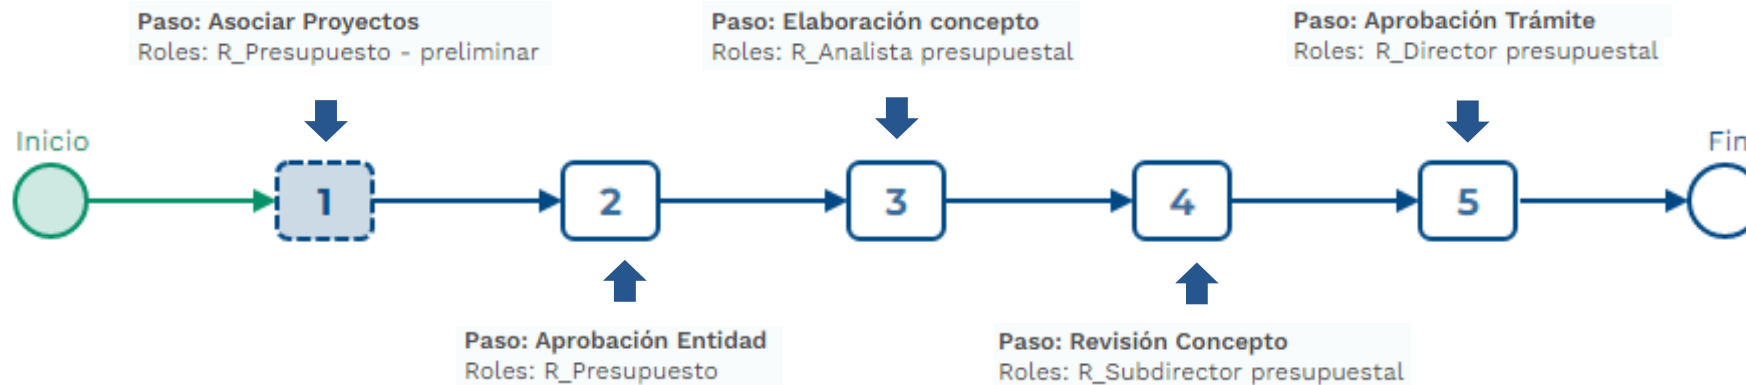 Paso: Asociar Proyectos
Roles: R_Presupuesto - preliminar
Paso: Elaboración concepto
Roles: R_Analista presupuestal
Paso: Aprobación Trámite
Roles: R_Director presupuestal
Inicio
Fin
1
2
3
4
5
Paso: Aprobación Entidad
Roles: R_Presupuesto
Paso: Revisión Concepto
Roles: R_Subdirector presupuestal